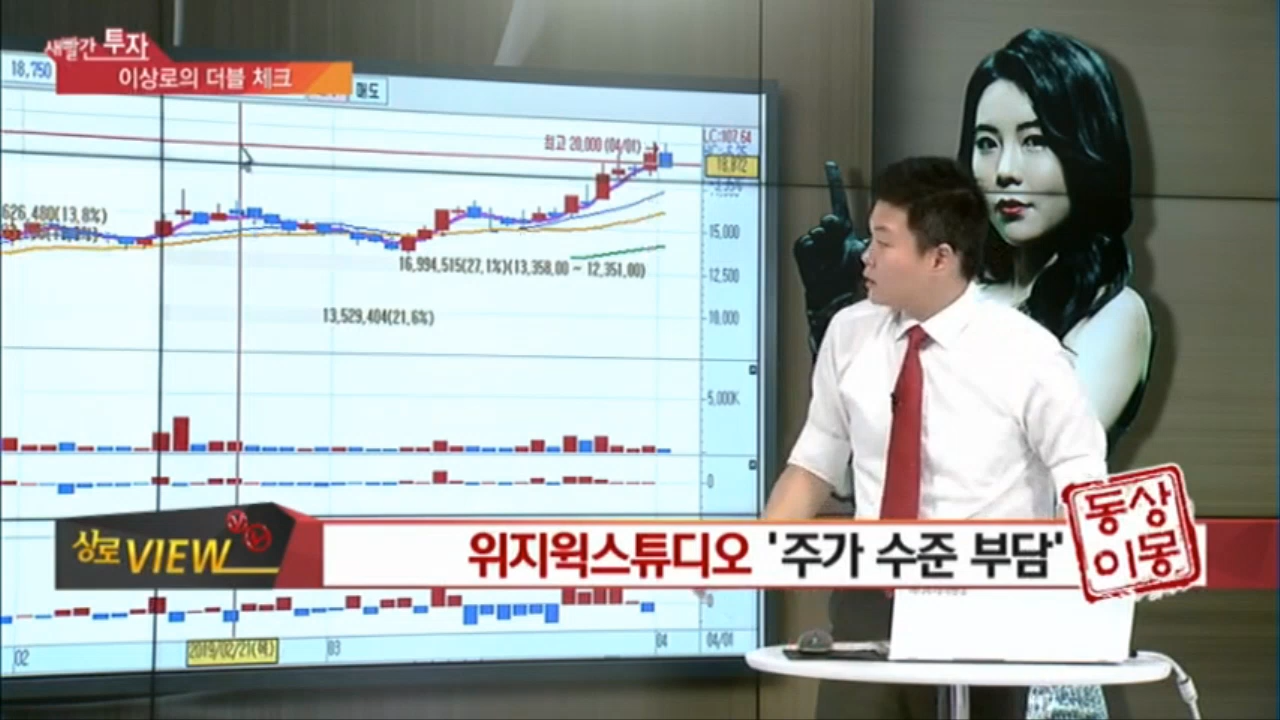 새빨간 투자
이상로의 더블 체크
18,750
매도
최고 20,000 (04/01)
LC:107.64
18,872
626,480(13.8%)
15,000
16,994,515(27.1%)(13,358.00 ~ 12,351.00)
12,500
13,529,404(21.6%)
10,000
5,000K
0
상로 VIEW
위지윅스튜디오 '주가 수준 부담'
동상
이몽
0
02
2019/02/21(목)
03
04
04/01